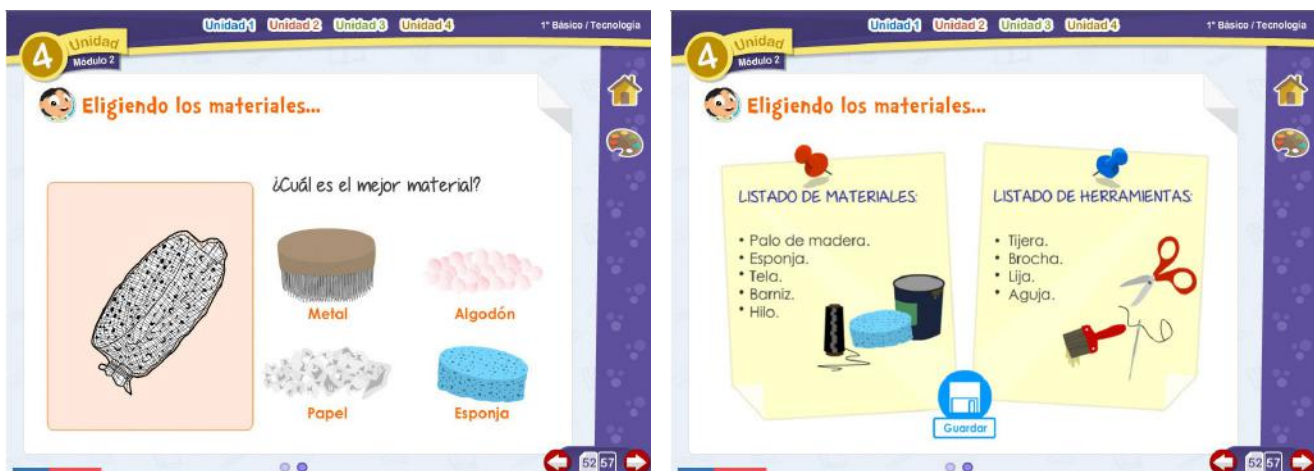 Unidad 1 Unidad 2 Unidad 3 Unidad 4
1° Básico / Tecnología
4 Unidad
Módulo 2
Eligiendo los materiales...
¿Cuál es el mejor material?
Metal
Algodón
Papel
Esponja
52 57
Unidad 1 Unidad 2 Unidad 3 Unidad 4
1° Básico / Tecnología
4 Unidad
Módulo 2
Eligiendo los materiales...
LISTADO DE MATERIALES:
• Palo de madera.
• Esponja.
• Tela.
• Barniz.
• Hilo.
LISTADO DE HERRAMIENTAS:
• Tijera.
• Brocha.
• Lija.
• Aguja.
Guardar
52 57